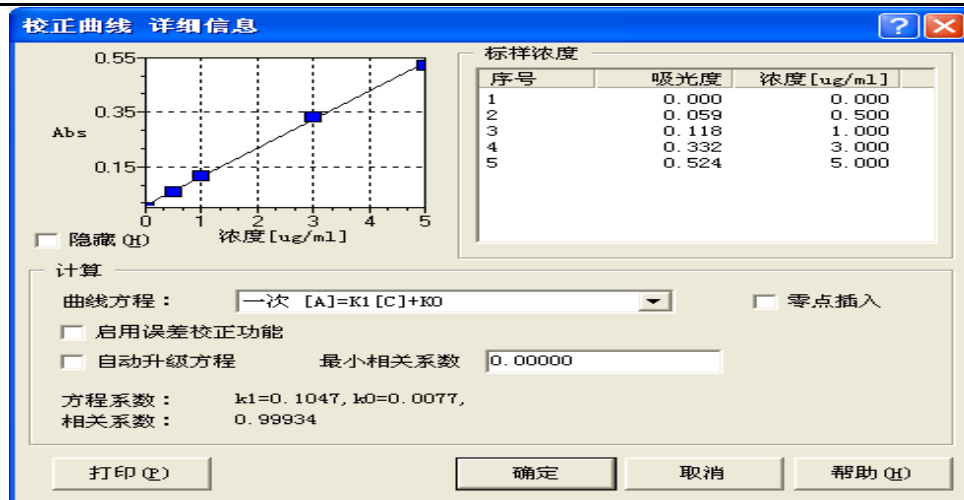 校正曲线 详细信息
0.55
0.35
Abs
0.15
0 1 2 3 4 5
浓度[ug/ml]
隐藏(H)
标样浓度
序号 吸光度 浓度[ug/ml]
1 0.000 0.000
2 0.059 0.500
3 0.118 1.000
4 0.332 3.000
5 0.524 5.000
计算
曲线方程： 一次 [A]=K1[C]+K0 零点插入
启用误差校正功能
自动升级方程 最小相关系数 0.00000
方程系数： k1=0.1047,k0=0.0077,
相关系数： 0.99934
打印(P) 确定 取消 帮助(H)